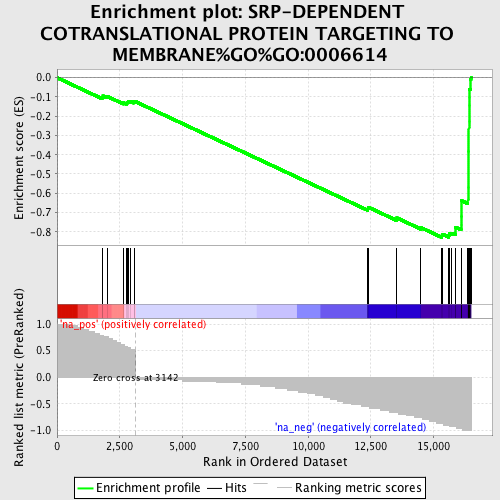 Enrichment plot: SRP-DEPENDENT
COTRANSLATIONAL PROTEIN TARGETING TO
MEMBRANE%GO%GO:0006614
Enrichment score (ES)
0.0
-0.1
-0.2
-0.3
-0.4
-0.5
-0.6
-0.7
-0.8
Ranked list metric (PreRanked)
1.0
0.5
0.0
-0.5
-1.0
'na_pos' (positively correlated)
Zero cross at 3142
'na_neg' (negatively correlated)
0 2,500 5,000 7,500 10,000 12,500 15,000
Rank in Ordered Dataset
Enrichment profile Hits Ranking metric scores